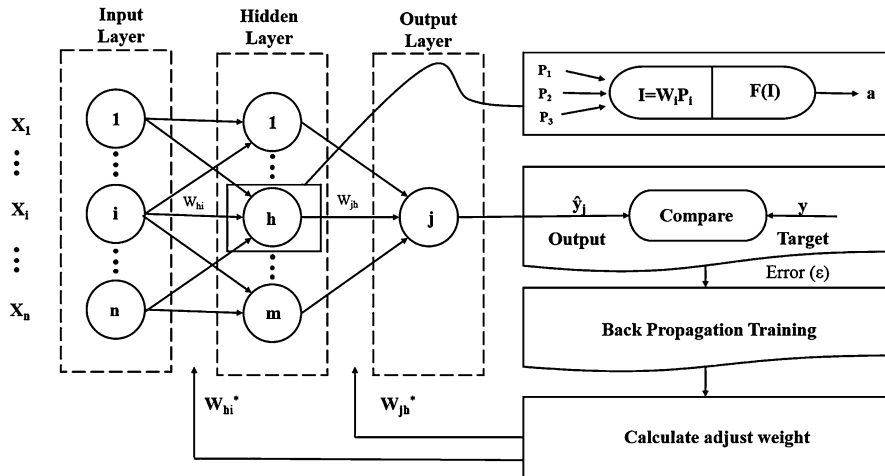 Input
Layer
Hidden
Layer
Output
Layer
X1
Xi
Xn
1
i
n
1
h
m
j
Whi
Wjh
P1
P2
P3
I=WiPi
F(I)
a
ŷj
Output
Compare
y
Target
Error (ε)
Back Propagation Training
Calculate adjust weight
Whi*
Wjh*